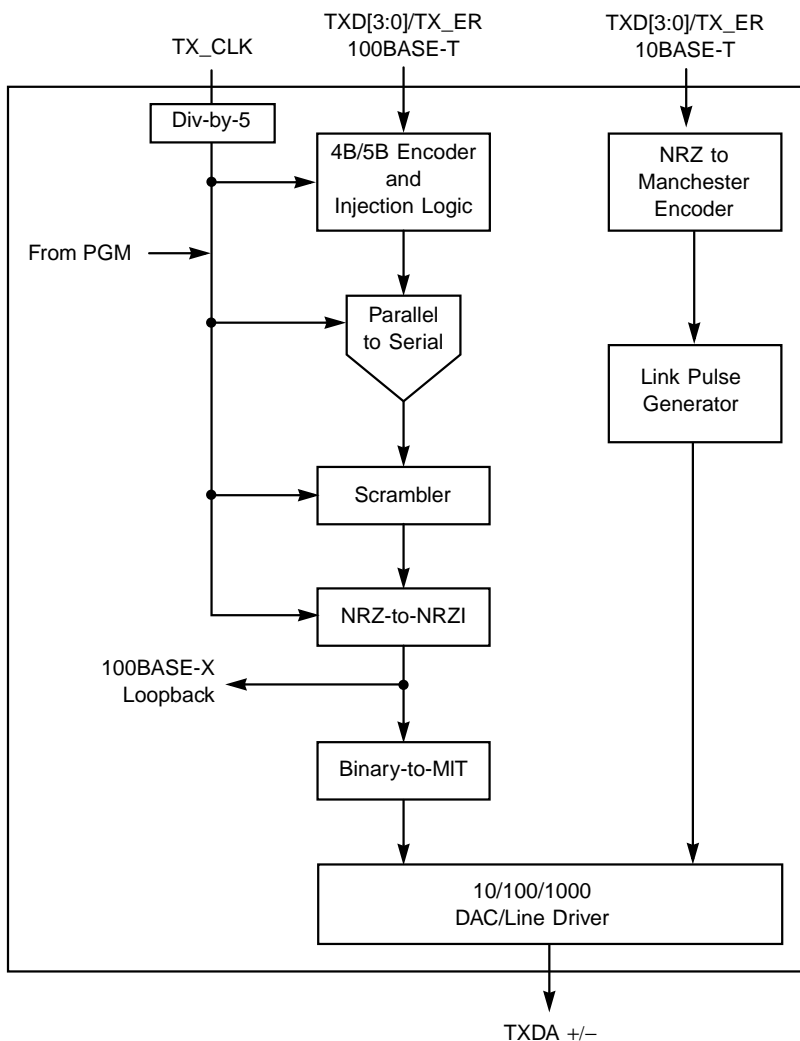 TX_CLK
TXD[3:0]/TX_ER
100BASE-T
TXD[3:0]/TX_ER
10BASE-T
Div-by-5
4B/5B Encoder
and
Injection Logic
NRZ to
Manchester
Encoder
From PGM
Parallel
to Serial
Link Pulse
Generator
Scrambler
NRZ-to-NRZI
100BASE-X
Loopback
Binary-to-MIT
10/100/1000
DAC/Line Driver
TXDA +/−